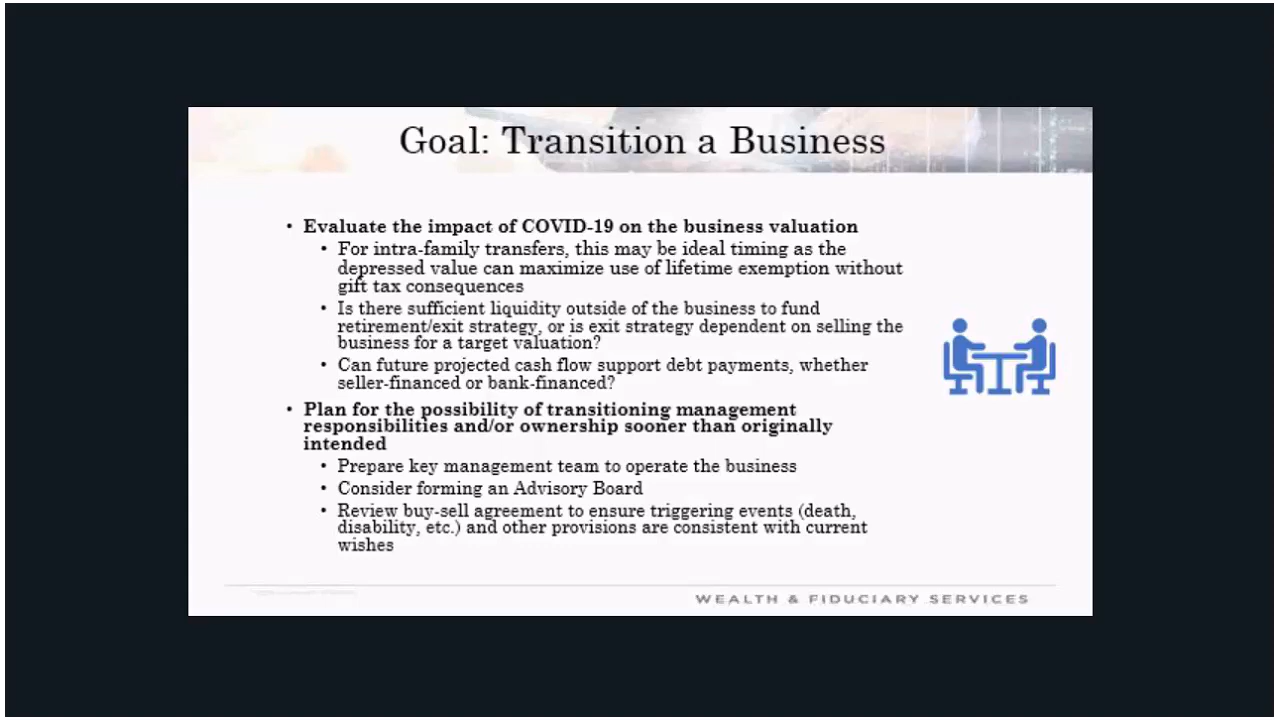 Goal: Transition a Business
• Evaluate the impact of COVID-19 on the business valuation
• For intra-family transfers, this may be ideal timing as the
depressed value can maximize use of lifetime exemption without
gift tax consequences
• Is there sufficient liquidity outside of the business to fund
retirement/exit strategy, or is exit strategy dependent on selling the
business for a target valuation?
• Can future projected cash flow support debt payments, whether
seller-financed or bank-financed?
• Plan for the possibility of transitioning management
responsibilities and/or ownership sooner than originally
intended
• Prepare key management team to operate the business
• Consider forming an Advisory Board
• Review buy-sell agreement to ensure triggering events (death,
disability, etc.) and other provisions are consistent with current
wishes
WEALTH & FIDUCIARY SERVICES